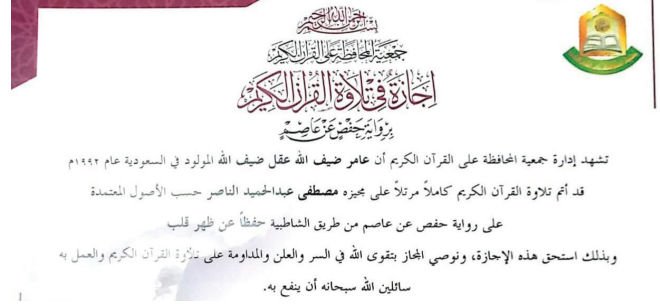 بسم الله الرحمن الرحيم
جمعية المحافظة على القرآن الكريم
إجازة في تلاوة القرآن الكريم
برواية حفص عن عاصم
تشهد إدارة جمعية المحافظة على القرآن الكريم أن عامر ضيف الله عقل ضيف الله المولود في السعودية عام ١٩٩٢م
قد أتم تلاوة القرآن الكريم كاملاً مرتلاً على مجيزه مصطفى عبدالحميد الناصر حسب الأصول المعتمدة
على رواية حفص عن عاصم من طريق الشاطبية حفظاً عن ظهر قلب
وبذلك استحق هذه الإجازة، ونوصي المجاز بتقوى الله في السر والعلن والمداومة على تلاوة القرآن الكريم والعمل به
سائلين الله سبحانه أن ينفع به.